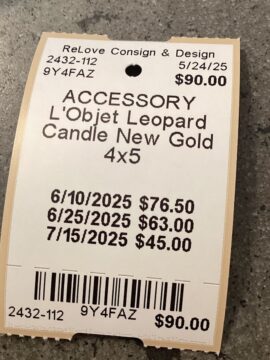 ReLove Consign & Design
2432-112 5/24/25
9Y4FAZ $90.00
ACCESSORY
L'Objet Leopard
Candle New Gold
4x5
6/10/2025 $76.50
6/25/2025 $63.00
7/15/2025 $45.00
2432-112 9Y4FAZ $90.00